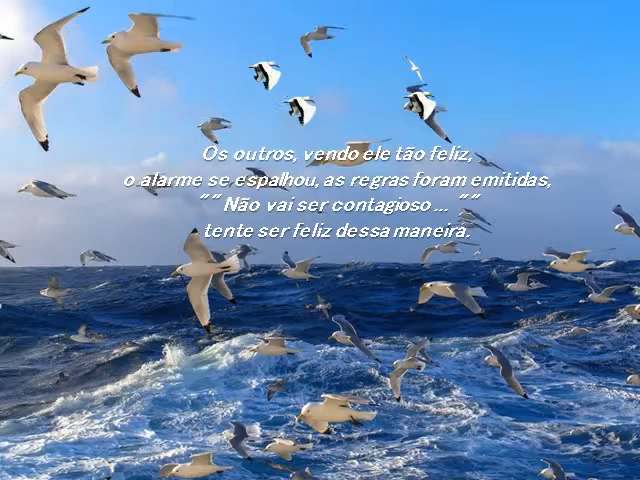 Os outros, vendo ele tão feliz,
o alarme se espalhou, as regras foram emitidas,
"" Não vai ser contagioso ... ""
tente ser feliz dessa maneira.